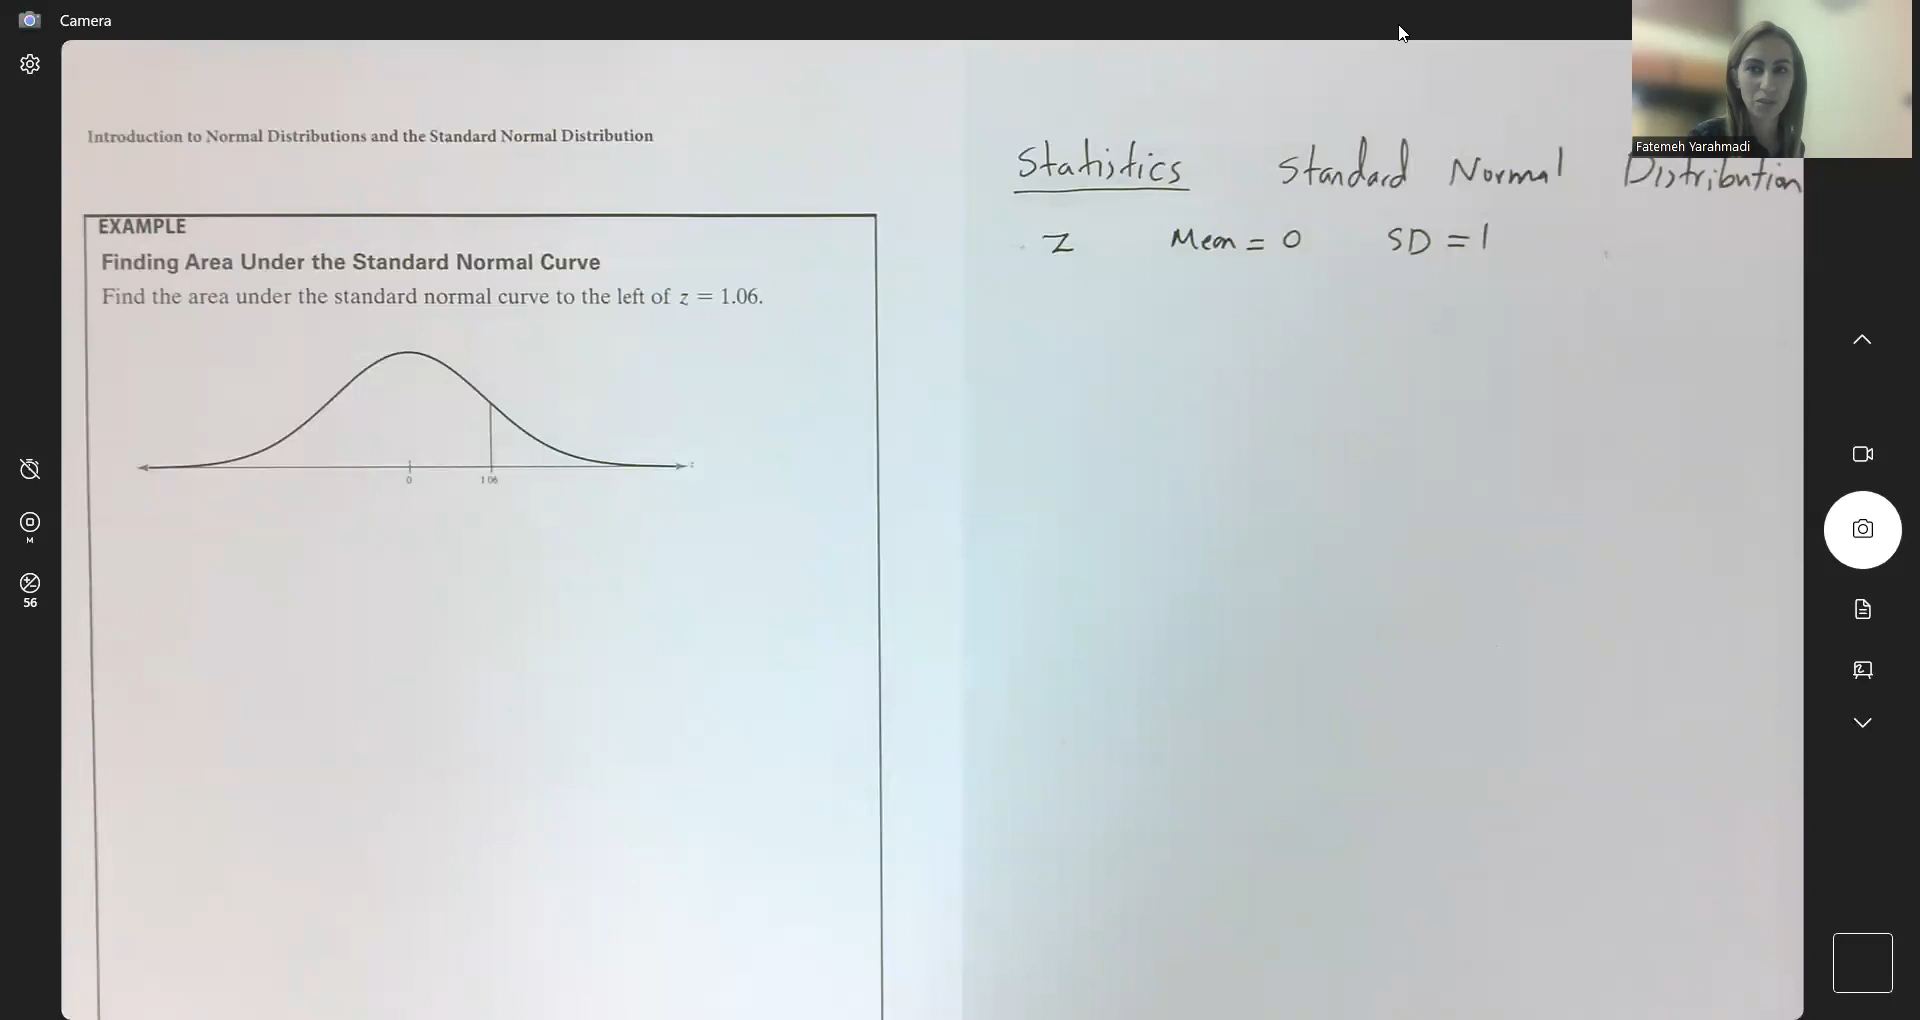 Camera
Fatemeh Yarahmadi
Introduction to Normal Distributions and the Standard Normal Distribution
EXAMPLE
Finding Area Under the Standard Normal Curve
Find the area under the standard normal curve to the left of z = 1.06.
0 1.06 z
Statistics Standard Normal Distribution
Z Mean = 0 SD = 1
M
56